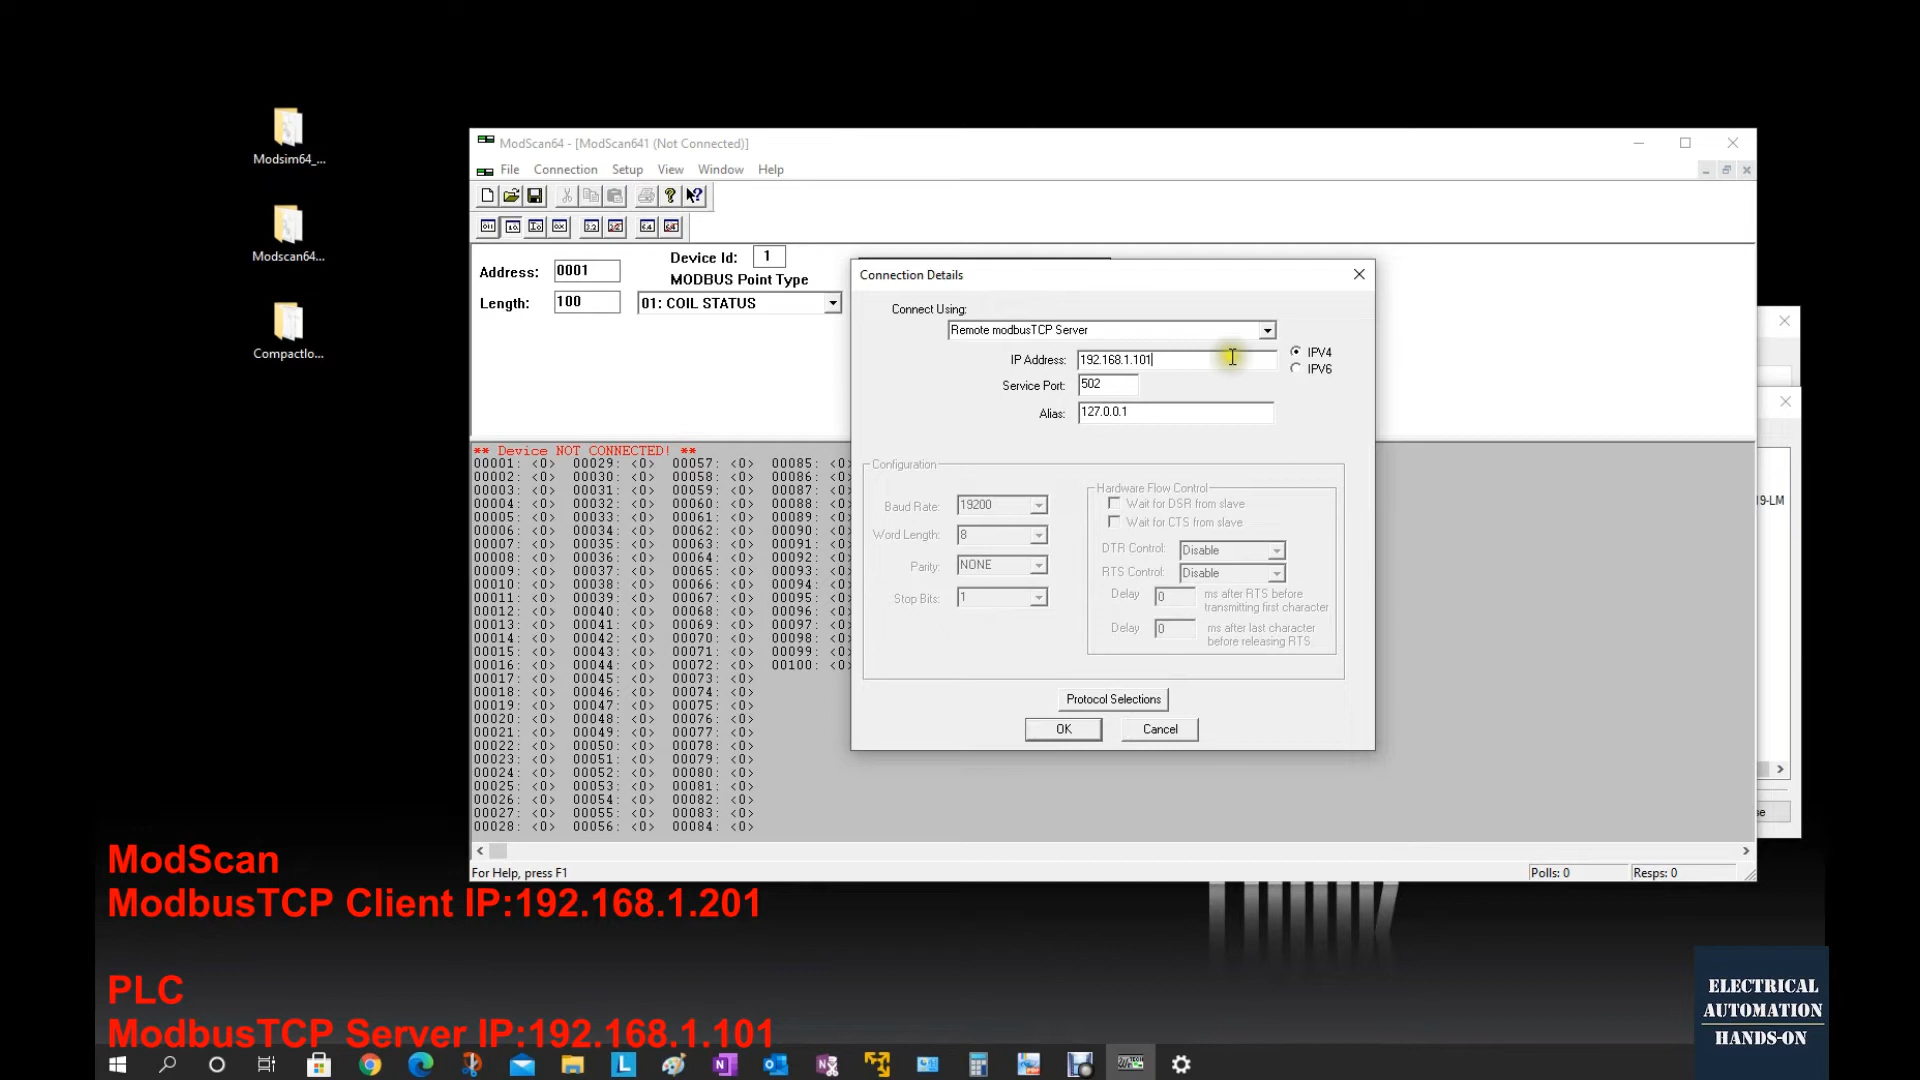 Modsim64_...
Modscan64...
Compactlo...
ModScan64 - [ModScan641 (Not Connected)]
File Connection Setup View Window Help
Address: 0001
Device Id: 1
MODBUS Point Type
Length: 100
01: COIL STATUS
** Device NOT CONNECTED! **
00001: <0> 00029: <0> 00057: <0> 00085: <0
00002: <0> 00030: <0> 00058: <0> 00086: <0
00003: <0> 00031: <0> 00059: <0> 00087: <0
00004: <0> 00032: <0> 00060: <0> 00088: <0
00005: <0> 00033: <0> 00061: <0> 00089: <0
00006: <0> 00034: <0> 00062: <0> 00090: <0
00007: <0> 00035: <0> 00063: <0> 00091: <0
00008: <0> 00036: <0> 00064: <0> 00092: <0
00009: <0> 00037: <0> 00065: <0> 00093: <0
00010: <0> 00038: <0> 00066: <0> 00094: <0
00011: <0> 00039: <0> 00067: <0> 00095: <0
00012: <0> 00040: <0> 00068: <0> 00096: <0
00013: <0> 00041: <0> 00069: <0> 00097: <0
00014: <0> 00042: <0> 00070: <0> 00098: <0
00015: <0> 00043: <0> 00071: <0> 00099: <0
00016: <0> 00044: <0> 00072: <0> 00100: <0
00017: <0> 00045: <0> 00073: <0>
00018: <0> 00046: <0> 00074: <0>
00019: <0> 00047: <0> 00075: <0>
00020: <0> 00048: <0> 00076: <0>
00021: <0> 00049: <0> 00077: <0>
00022: <0> 00050: <0> 00078: <0>
00023: <0> 00051: <0> 00079: <0>
00024: <0> 00052: <0> 00080: <0>
00025: <0> 00053: <0> 00081: <0>
00026: <0> 00054: <0> 00082: <0>
00027: <0> 00055: <0> 00083: <0>
00028: <0> 00056: <0> 00084: <0>
For Help, press F1
Polls: 0
Resps: 0
Connection Details
Connect Using:
Remote modbusTCP Server
IP Address: 192.168.1.101
IPV4
IPV6
Service Port: 502
Alias: 127.0.0.1
Configuration
Baud Rate: 19200
Word Length: 8
Parity: NONE
Stop Bits: 1
Hardware Flow Control
Wait for DSR from slave
Wait for CTS from slave
DTR Control: Disable
RTS Control: Disable
Delay 0 ms after RTS before
transmitting first character
Delay 0 ms after last character
before releasing RTS
Protocol Selections
OK
Cancel
9-LM
se
ModScan
ModbusTCP Client IP:192.168.1.201
PLC
ModbusTCP Server IP:192.168.1.101
ELECTRICAL
AUTOMATION
HANDS-ON